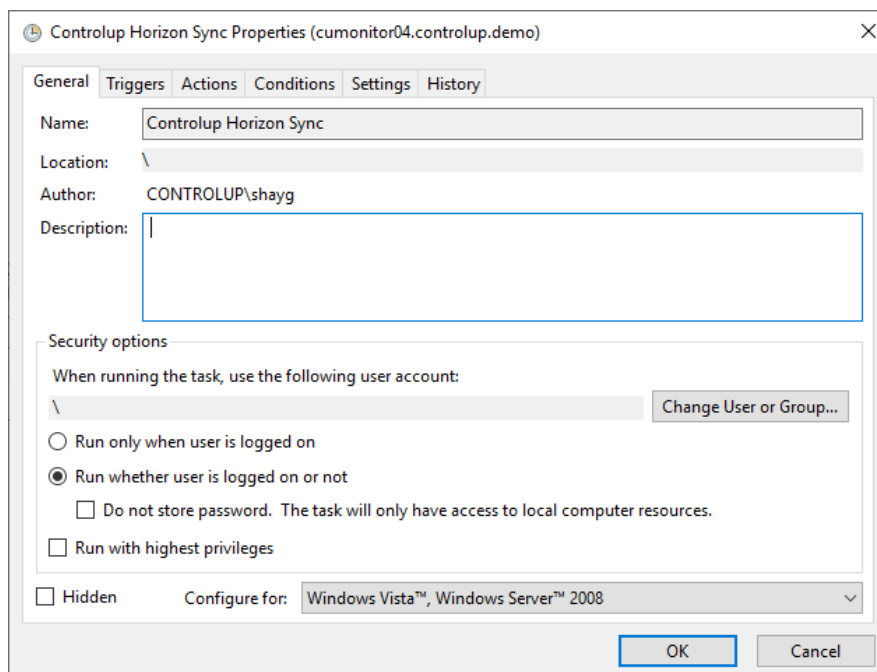 Controlup Horizon Sync Properties (cumonitor04.controlup.demo)
General Triggers Actions Conditions Settings History
Name: Controlup Horizon Sync
Location: \
Author: CONTROLUP\shayg
Description:
Security options
When running the task, use the following user account:
\ Change User or Group...
Run only when user is logged on
Run whether user is logged on or not
Do not store password. The task will only have access to local computer resources.
Run with highest privileges
Hidden Configure for: Windows Vista™, Windows Server™ 2008
OK Cancel